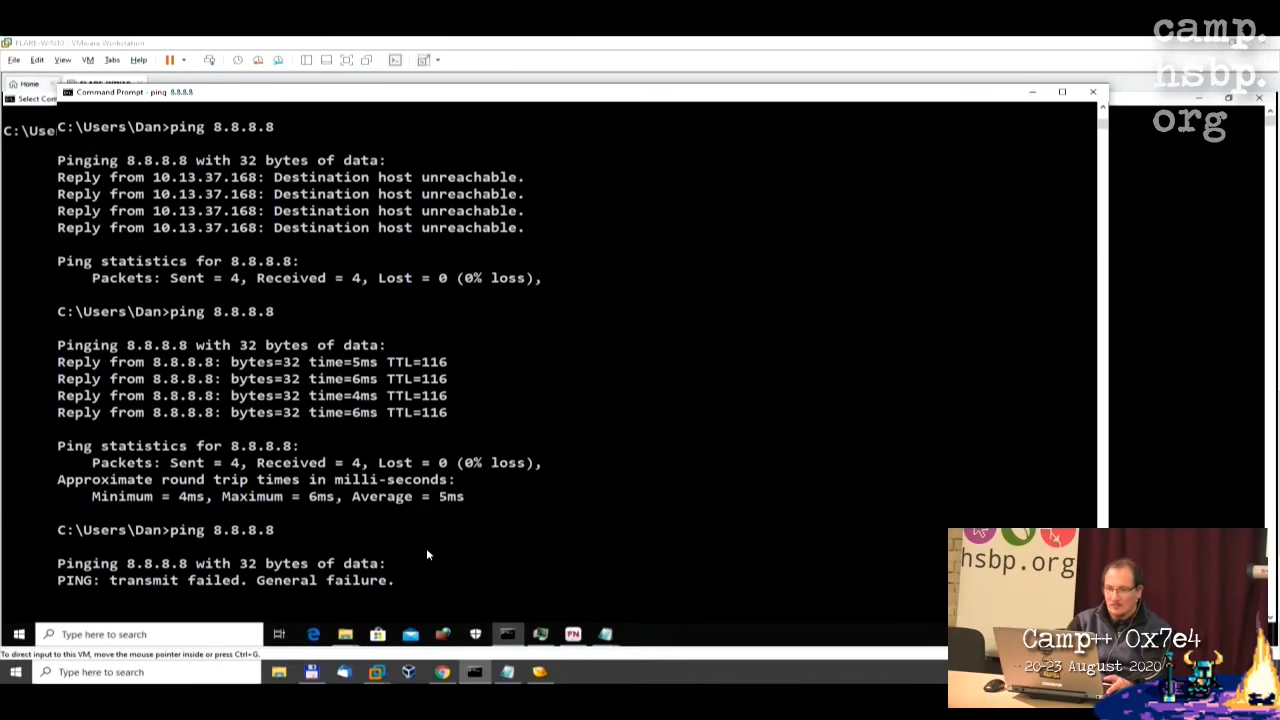 camp.
hsbp.
org
FLARE-WIN10 - VMware Workstation
File Edit View VM Tabs Help
Home
FLARE-WIN10
Select Com
Command Prompt - ping 8.8.8.8
C:\Use
C:\Users\Dan>ping 8.8.8.8
Pinging 8.8.8.8 with 32 bytes of data:
Reply from 10.13.37.168: Destination host unreachable.
Reply from 10.13.37.168: Destination host unreachable.
Reply from 10.13.37.168: Destination host unreachable.
Reply from 10.13.37.168: Destination host unreachable.
Ping statistics for 8.8.8.8:
Packets: Sent = 4, Received = 4, Lost = 0 (0% loss),
C:\Users\Dan>ping 8.8.8.8
Pinging 8.8.8.8 with 32 bytes of data:
Reply from 8.8.8.8: bytes=32 time=5ms TTL=116
Reply from 8.8.8.8: bytes=32 time=6ms TTL=116
Reply from 8.8.8.8: bytes=32 time=4ms TTL=116
Reply from 8.8.8.8: bytes=32 time=6ms TTL=116
Ping statistics for 8.8.8.8:
Packets: Sent = 4, Received = 4, Lost = 0 (0% loss),
Approximate round trip times in milli-seconds:
Minimum = 4ms, Maximum = 6ms, Average = 5ms
C:\Users\Dan>ping 8.8.8.8
Pinging 8.8.8.8 with 32 bytes of data:
PING: transmit failed. General failure.
hsbp.org
Camp++ 0x7e4
20-23 August 2020
Type here to search
FN
To direct input to this VM, move the mouse pointer inside or press Ctrl+G.
Type here to search